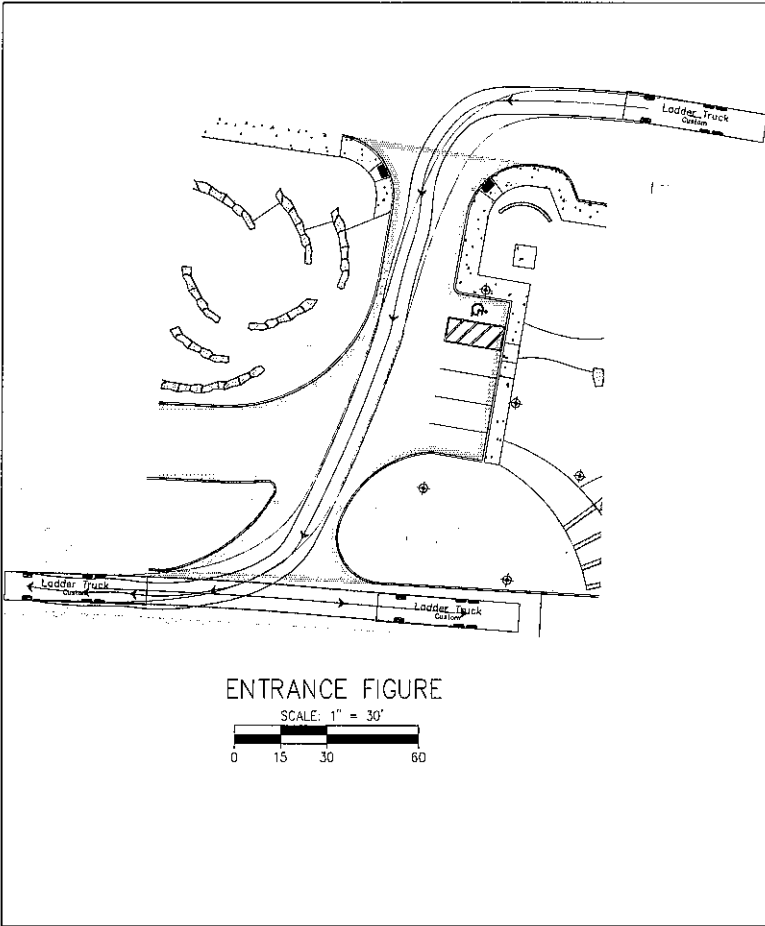 Ladder Truck
Custom
Ladder Truck
Custom
Ladder Truck
Custom
ENTRANCE FIGURE
SCALE: 1" = 30'
0 15 30 60